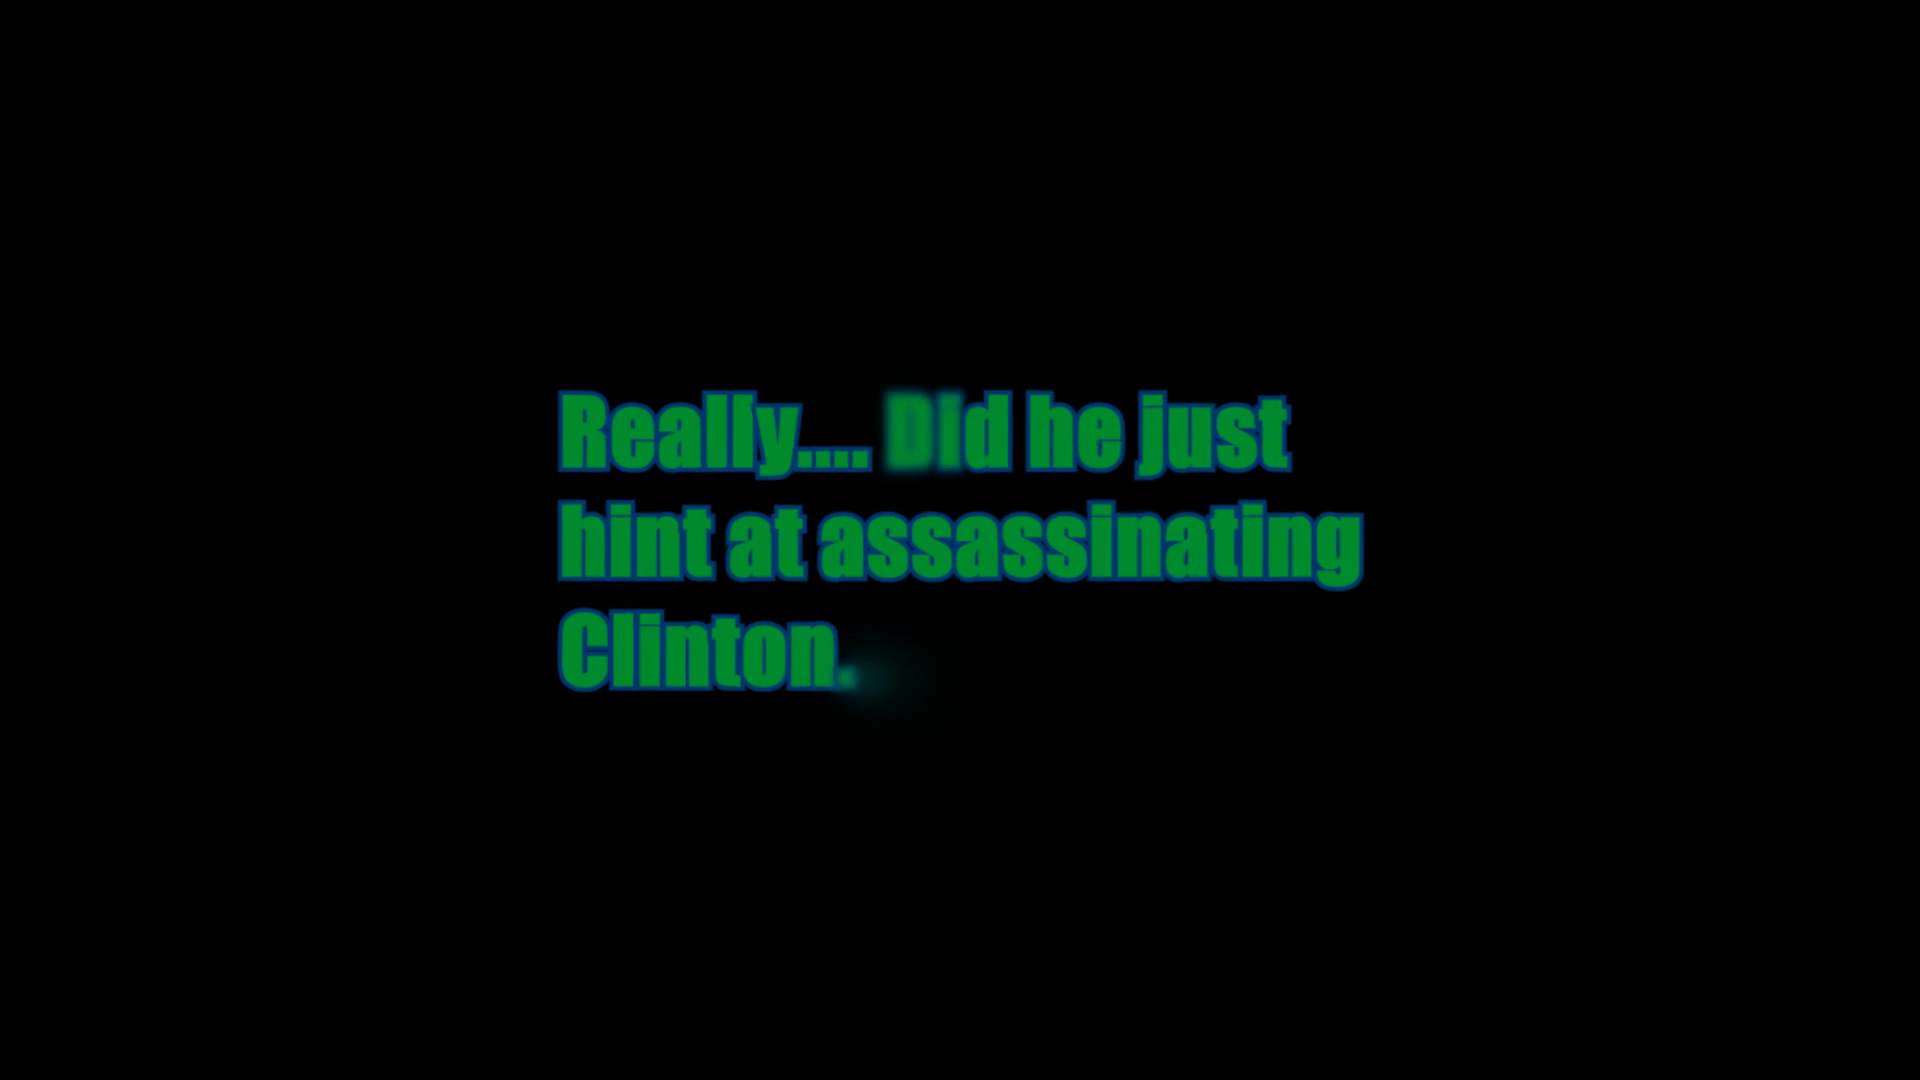 Really.... Did he just
hint at assassinating
Clinton.